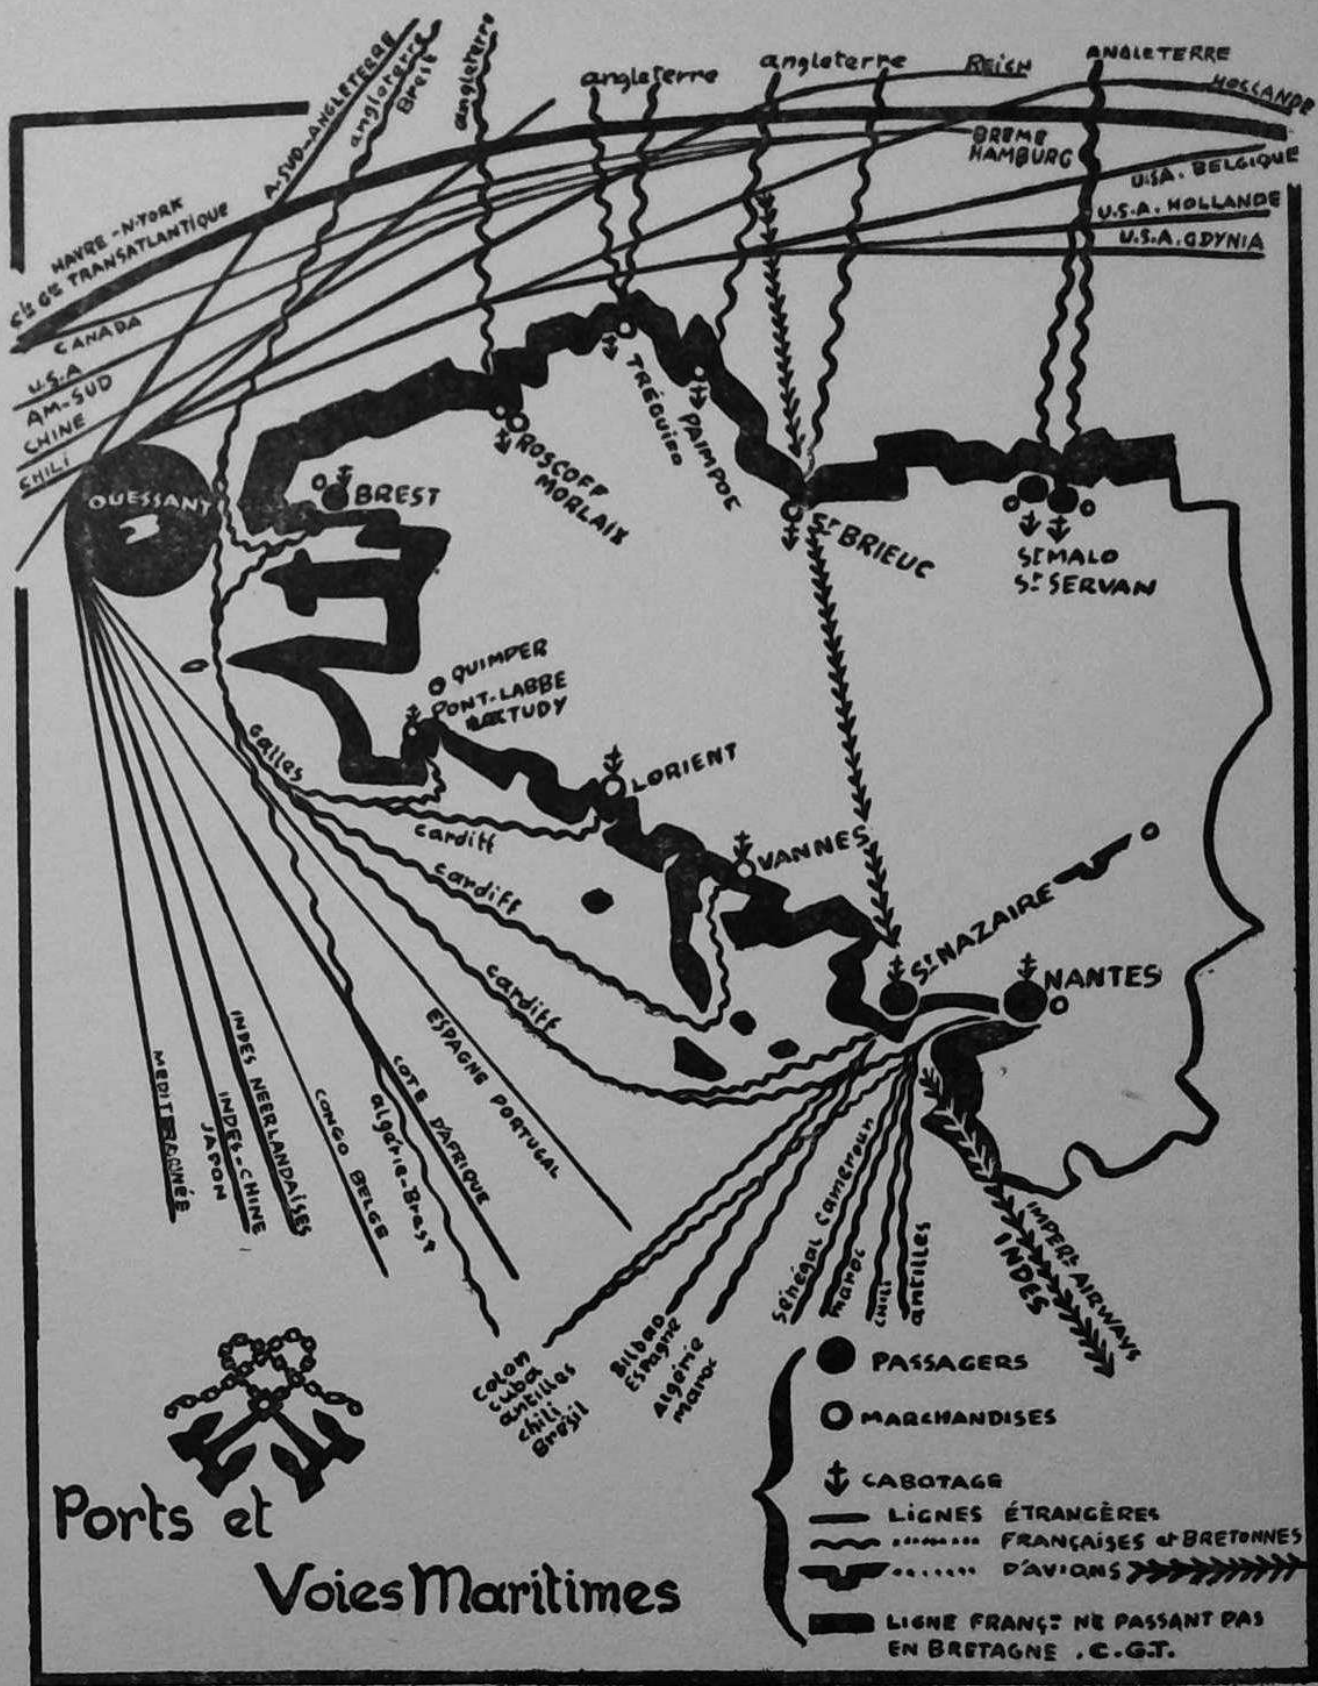 A.SUD-ANGLETERRE
angleterre
Brest
angleterre
angleterre
angleterre
REICH
ANGLETERRE
HOLLANDE
BREME
HAMBURG
U.S.A. BELGIQUE
U.S.A. HOLLANDE
U.S.A. GDYNIA
HAVRE-N-YORK
Cie Gle TRANSATLANTIQUE
CANADA
U.S.A
AM-SUD
CHINE
CHILI
OUESSANT
BREST
ROSCOFF
MORLAIX
TRÉGUIER
PAIMPOL
St BRIEUC
St MALO
St SERVAN
QUIMPER
PONT-LABBE
LORIENT
VANNES
St NAZAIRE
NANTES
Galles
Cardiff
Cardiff
Cardiff
ESPAGNE PORTUGAL
COTE D'AFRIQUE
algérie-Brest
CONGO BELGE
INDES NEERLANDAISES
INDES-CHINE
JAPON
MEDITERRANÉE
Colon
Cuba
antilles
chili
Brésil
Bilbao
Espagne
Algérie
Maroc
Sénégal Cameroun
Maroc
CHILI
antilles
IMPERL AIRWAYS
INDES
PASSAGERS
MARCHANDISES
CABOTAGE
LIGNES ÉTRANGÈRES
FRANÇAISES et BRETONNES
D'AVIONS
LIGNE FRANÇ= NE PASSANT PAS
EN BRETAGNE . C.G.T.
Ports et
Voies Maritimes